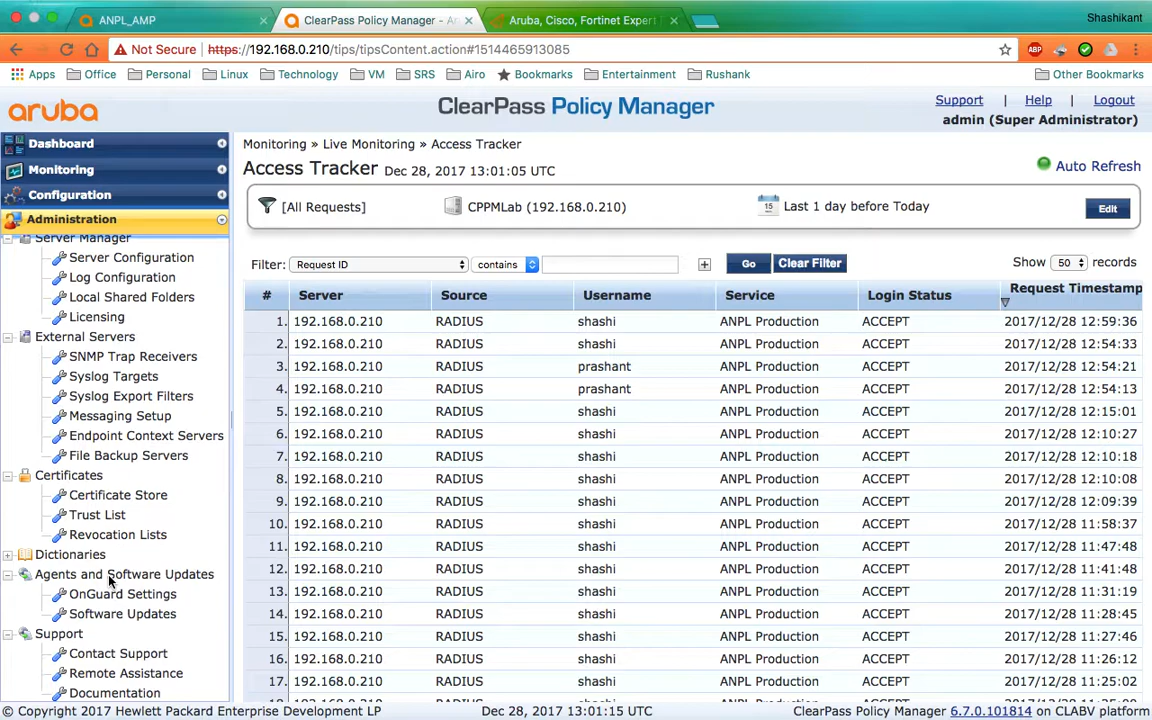 ANPL_AMP
ClearPass Policy Manager - A
Aruba, Cisco, Fortinet Expert
Shashikant
Not Secure https://192.168.0.210/tips/tipsContent.action#1514465913085
ABP
Apps Office Personal Linux Technology VM SRS Airo Bookmarks Entertainment Rushank Other Bookmarks
aruba
ClearPass Policy Manager
Support | Help | Logout
admin (Super Administrator)
Dashboard
Monitoring
Configuration
Administration
Server Manager
Server Configuration
Log Configuration
Local Shared Folders
Licensing
External Servers
SNMP Trap Receivers
Syslog Targets
Syslog Export Filters
Messaging Setup
Endpoint Context Servers
File Backup Servers
Certificates
Certificate Store
Trust List
Revocation Lists
Dictionaries
Agents and Software Updates
OnGuard Settings
Software Updates
Support
Contact Support
Remote Assistance
Documentation
Monitoring » Live Monitoring » Access Tracker
Access Tracker Dec 28, 2017 13:01:05 UTC
Auto Refresh
[All Requests] CPPMLab (192.168.0.210) 15 Last 1 day before Today Edit
Filter: Request ID contains + Go Clear Filter Show 50 records
# Server Source Username Service Login Status Request Timestamp
1. 192.168.0.210 RADIUS shashi ANPL Production ACCEPT 2017/12/28 12:59:36
2. 192.168.0.210 RADIUS shashi ANPL Production ACCEPT 2017/12/28 12:54:33
3. 192.168.0.210 RADIUS prashant ANPL Production ACCEPT 2017/12/28 12:54:21
4. 192.168.0.210 RADIUS prashant ANPL Production ACCEPT 2017/12/28 12:54:13
5. 192.168.0.210 RADIUS shashi ANPL Production ACCEPT 2017/12/28 12:15:01
6. 192.168.0.210 RADIUS shashi ANPL Production ACCEPT 2017/12/28 12:10:27
7. 192.168.0.210 RADIUS shashi ANPL Production ACCEPT 2017/12/28 12:10:18
8. 192.168.0.210 RADIUS shashi ANPL Production ACCEPT 2017/12/28 12:10:08
9. 192.168.0.210 RADIUS shashi ANPL Production ACCEPT 2017/12/28 12:09:39
10. 192.168.0.210 RADIUS shashi ANPL Production ACCEPT 2017/12/28 11:58:37
11. 192.168.0.210 RADIUS shashi ANPL Production ACCEPT 2017/12/28 11:47:48
12. 192.168.0.210 RADIUS shashi ANPL Production ACCEPT 2017/12/28 11:41:48
13. 192.168.0.210 RADIUS shashi ANPL Production ACCEPT 2017/12/28 11:31:19
14. 192.168.0.210 RADIUS shashi ANPL Production ACCEPT 2017/12/28 11:28:45
15. 192.168.0.210 RADIUS shashi ANPL Production ACCEPT 2017/12/28 11:27:46
16. 192.168.0.210 RADIUS shashi ANPL Production ACCEPT 2017/12/28 11:26:12
17. 192.168.0.210 RADIUS shashi ANPL Production ACCEPT 2017/12/28 11:25:02
© Copyright 2017 Hewlett Packard Enterprise Development LP Dec 28, 2017 13:01:15 UTC ClearPass Policy Manager 6.7.0.101814 on CLABV platform